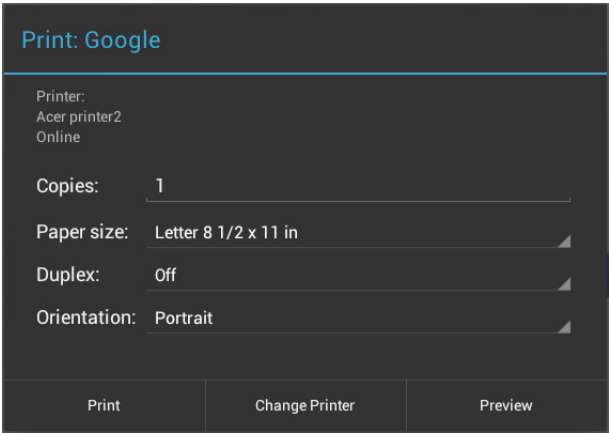 Print: Google
Printer:
Acer printer2
Online
Copies: 1
Paper size: Letter 8 1/2 x 11 in
Duplex: Off
Orientation: Portrait
Print Change Printer Preview